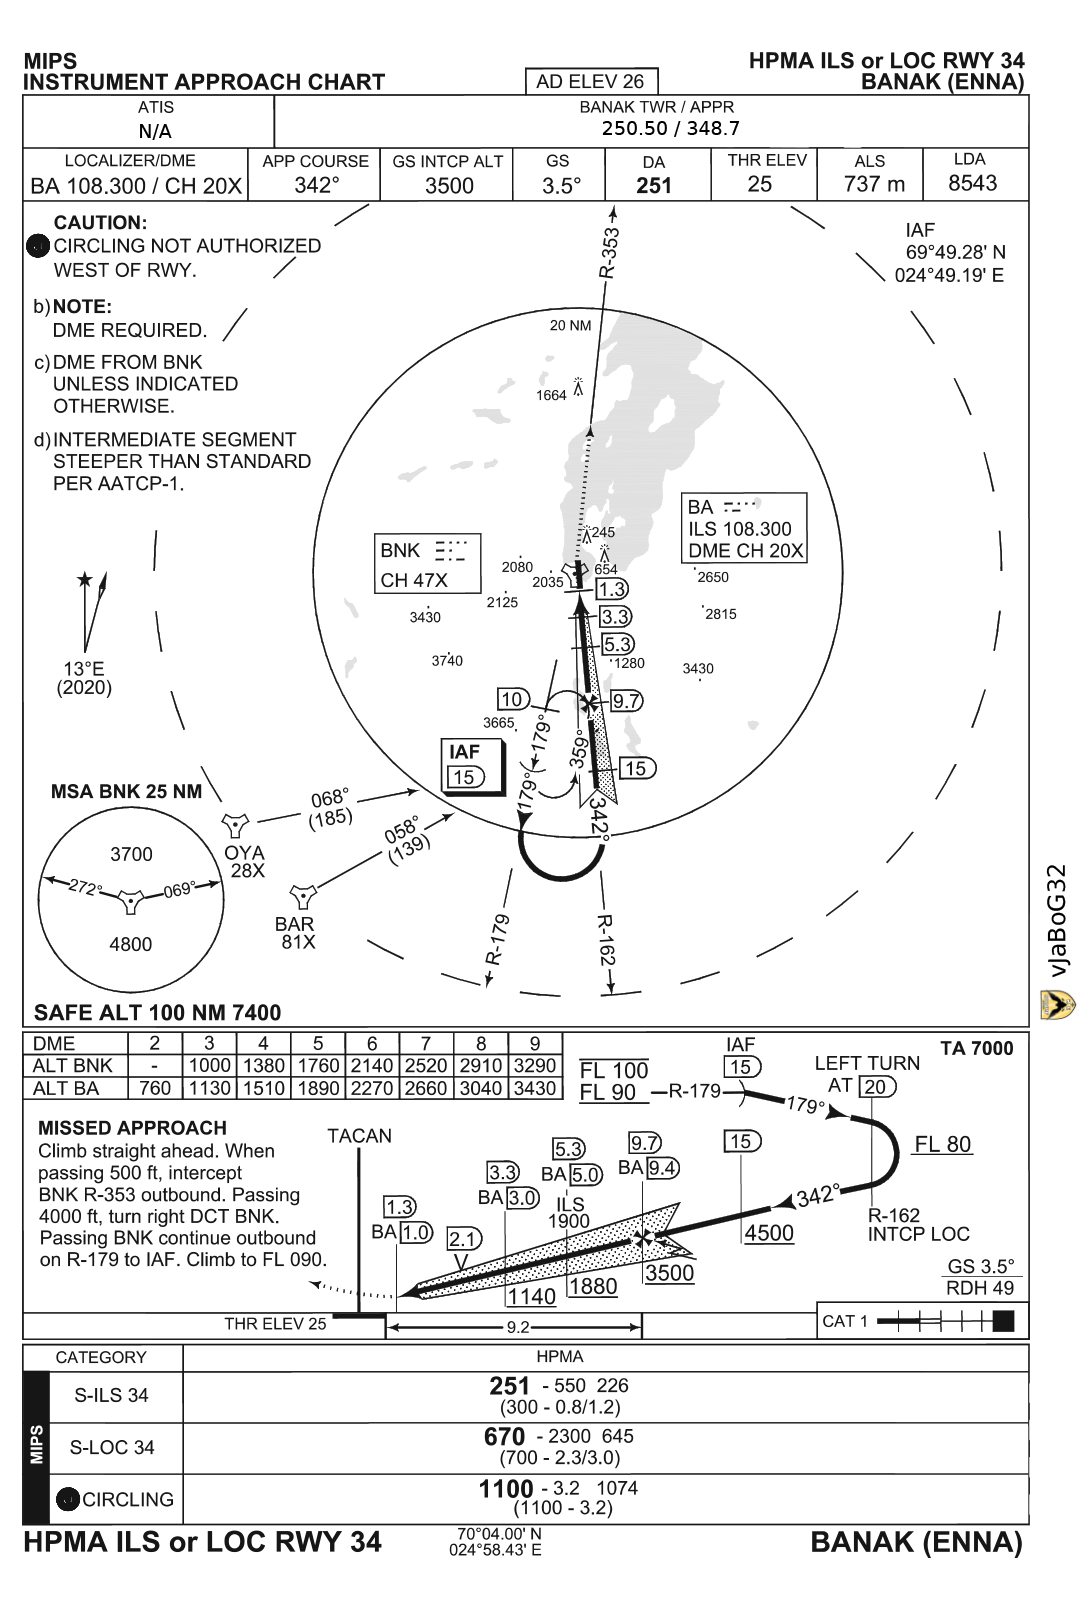 MIPS
INSTRUMENT APPROACH CHART
AD ELEV 26
HPMA ILS or LOC RWY 34
BANAK (ENNA)
ATIS
N/A
BANAK TWR / APPR
250.50 / 348.7
LOCALIZER/DME
BA 108.300 / CH 20X
APP COURSE
342°
GS INTCP ALT
3500
GS
3.5°
DA
251
THR ELEV
25
ALS
737 m
LDA
8543
CAUTION:
CIRCLING NOT AUTHORIZED
WEST OF RWY.
b) NOTE:
DME REQUIRED.
c) DME FROM BNK
UNLESS INDICATED
OTHERWISE.
d) INTERMEDIATE SEGMENT
STEEPER THAN STANDARD
PER AATCP-1.
IAF
69°49.28' N
024°49.19' E
R-353
20 NM
1664
BA
ILS 108.300
DME CH 20X
BNK
CH 47X
245
654
2080
2035
2125
3430
3740
3665
2650
2815
3430
1280
1.3
3.3
5.3
9.7
10
15
IAF
15
179°
179°
359°
342°
13°E
(2020)
MSA BNK 25 NM
3700
272°
069°
4800
OYA
28X
068°
(185)
BAR
81X
058°
(139)
R-179
R-162
SAFE ALT 100 NM 7400
vJaBoG32
DME 2 3 4 5 6 7 8 9
ALT BNK - 1000 1380 1760 2140 2520 2910 3290
ALT BA 760 1130 1510 1890 2270 2660 3040 3430
FL 100
FL 90
R-179
IAF
15
179°
LEFT TURN
AT 20
TA 7000
FL 80
342°
R-162
INTCP LOC
MISSED APPROACH
Climb straight ahead. When
passing 500 ft, intercept
BNK R-353 outbound. Passing
4000 ft, turn right DCT BNK.
Passing BNK continue outbound
on R-179 to IAF. Climb to FL 090.
TACAN
1.3
BA 1.0
2.1
V
3.3
BA 3.0
5.3
BA 5.0
ILS
1900
9.7
BA 9.4
15
4500
3500
1880
1140
GS 3.5°
RDH 49
THR ELEV 25
9.2
CAT 1
CATEGORY
HPMA
MIPS
S-ILS 34
251 - 550 226
(300 - 0.8/1.2)
S-LOC 34
670 - 2300 645
(700 - 2.3/3.0)
CIRCLING
1100 - 3.2 1074
(1100 - 3.2)
HPMA ILS or LOC RWY 34
70°04.00' N
024°58.43' E
BANAK (ENNA)